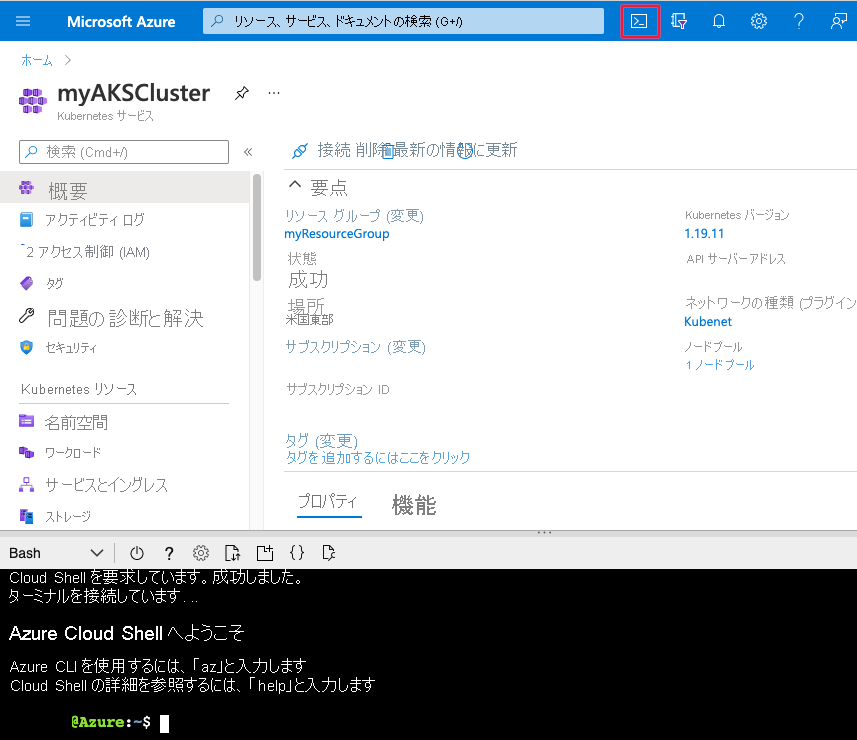 Microsoft Azure
リソース、サービス、ドキュメントの検索 (G+/)
ホーム
myAKSCluster
Kubernetes サービス
検索 (Cmd+/)
接続 削除 最新の情報に更新
概要
アクティビティ ログ
2 アクセス制御 (IAM)
タグ
問題の診断と解決
セキュリティ
Kubernetes リソース
名前空間
ワークロード
サービスとイングレス
ストレージ
要点
リソース グループ (変更)
myResourceGroup
状態
成功
場所
米国東部
サブスクリプション (変更)
サブスクリプション ID
タグ (変更)
タグを追加するにはここをクリック
Kubernetes バージョン
1.19.11
API サーバー アドレス
ネットワークの種類 (プラグイン
Kubenet
ノード プール
1 ノード プール
プロパティ 機能
Bash
Cloud Shell を要求しています。成功しました。
ターミナルを接続しています...
Azure Cloud Shell へようこそ
Azure CLI を使用するには、「az」と入力します
Cloud Shell の詳細を参照するには、「help」と入力します
@Azure:~$